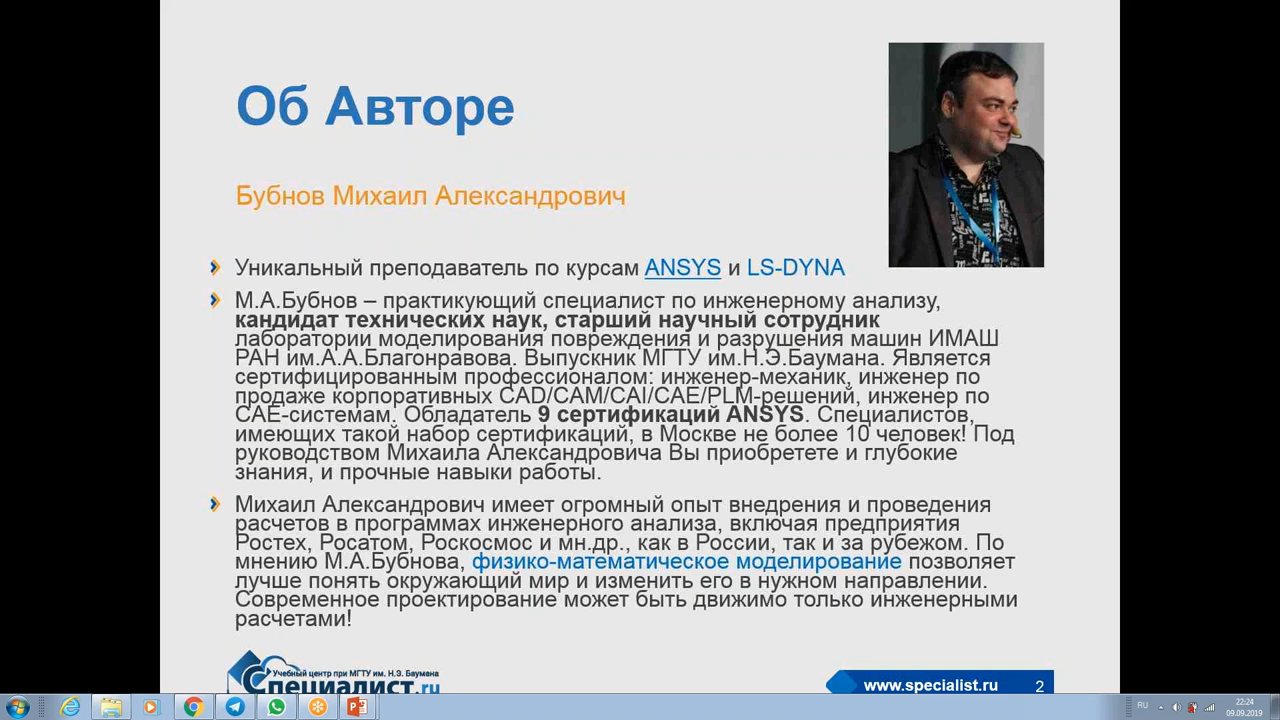 Об Авторе
Бубнов Михаил Александрович
Уникальный преподаватель по курсам ANSYS и LS-DYNA
М.А.Бубнов – практикующий специалист по инженерному анализу,
кандидат технических наук, старший научный сотрудник
лаборатории моделирования повреждения и разрушения машин ИМАШ
РАН им.А.А.Благонравова. Выпускник МГТУ им.Н.Э.Баумана. Является
сертифицированным профессионалом: инженер-механик, инженер по
продаже корпоративных CAD/CAM/CAI/CAE/PLM-решений, инженер по
CAE-системам. Обладатель 9 сертификаций ANSYS. Специалистов,
имеющих такой набор сертификаций, в Москве не более 10 человек! Под
руководством Михаила Александровича Вы приобретете и глубокие
знания, и прочные навыки работы.
Михаил Александрович имеет огромный опыт внедрения и проведения
расчетов в программах инженерного анализа, включая предприятия
Ростех, Росатом, Роскосмос и мн.др., как в России, так и за рубежом. По
мнению М.А.Бубнова, физико-математическое моделирование позволяет
лучше понять окружающий мир и изменить его в нужном направлении.
Современное проектирование может быть движимо только инженерными
расчетами!
Учебный центр при МГТУ им. Н.Э. Баумана
Специалист.ru
www.specialist.ru
2
RU
22:24
09.09.2019